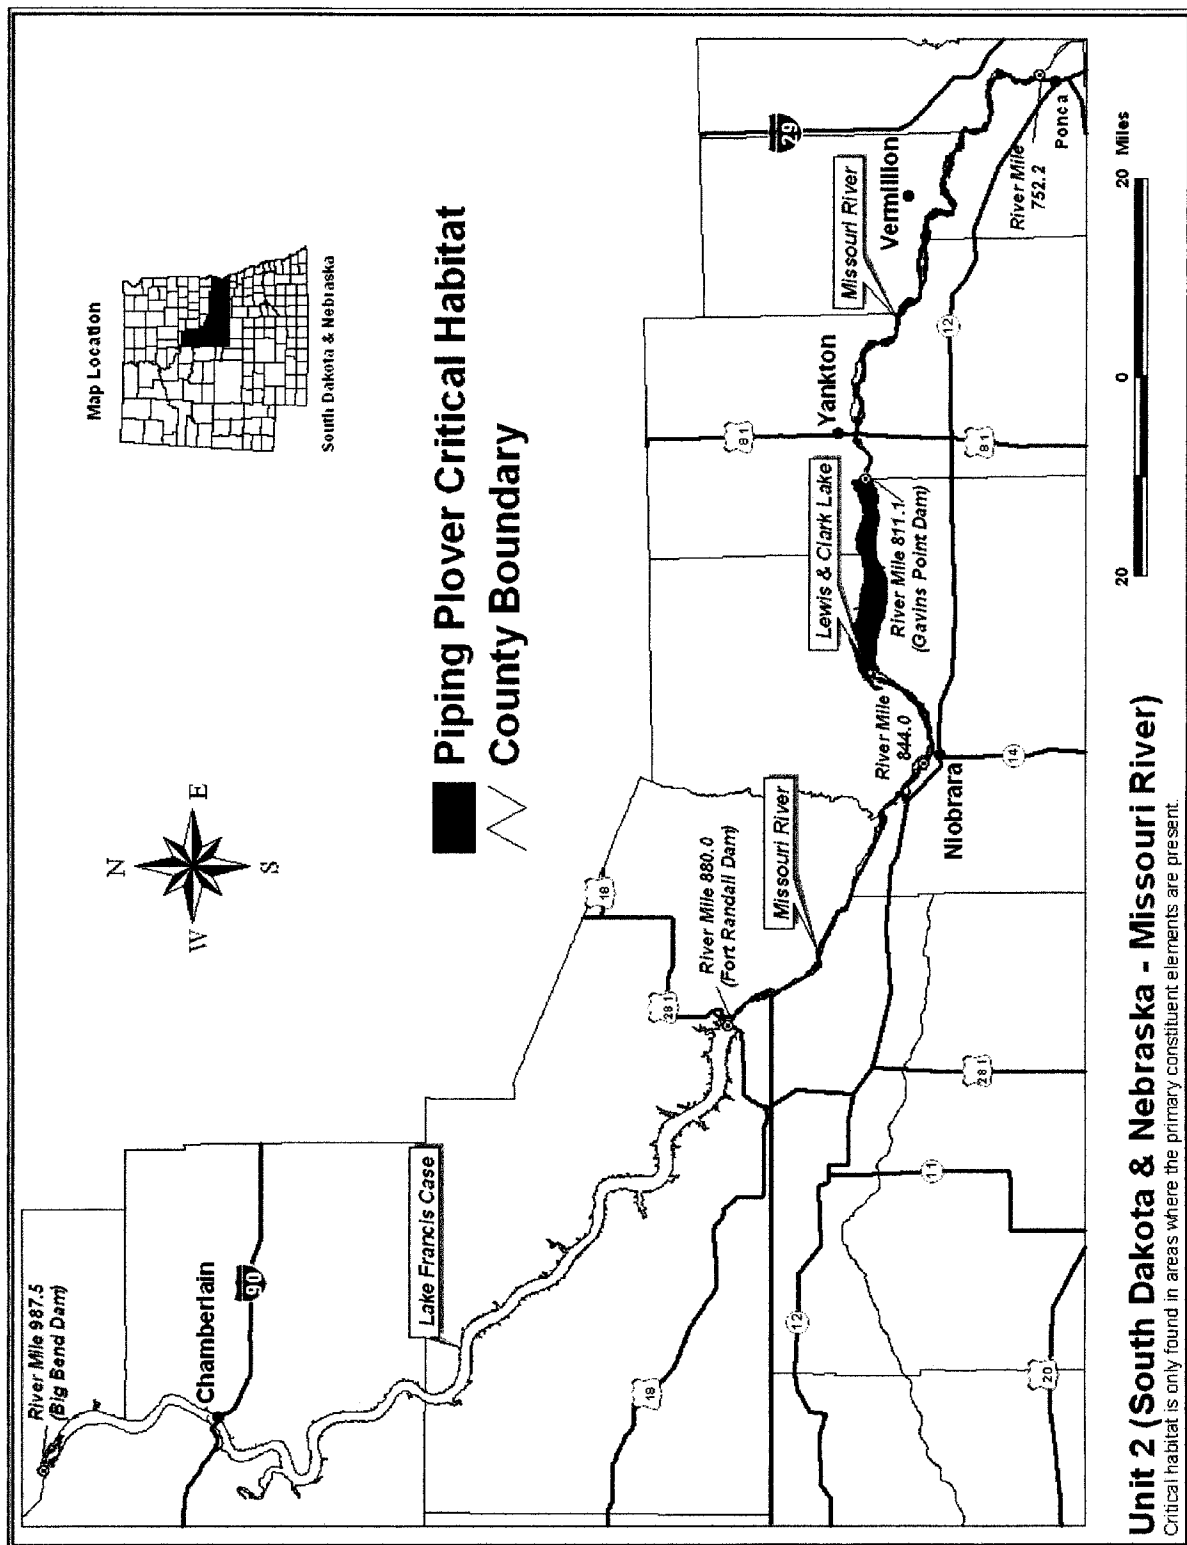 Map Location
South Dakota & Nebraska
N
W
E
S
Piping Plover Critical Habitat
County Boundary
River Mile 987.5
(Big Bend Dam)
Chamberlain
90
Lake Francis Case
18
281
18
River Mile 880.0
(Fort Randall Dam)
Missouri River
River Mile
844.0
Niobrara
Lewis & Clark Lake
River Mile 811.1
(Gavins Point Dam)
81
Yankton
81
Missouri River
Vermillion
29
River Mile
752.2
Ponca
12
14
281
11
12
20
20
0
20
Miles
Unit 2 (South Dakota & Nebraska - Missouri River)
Critical habitat is only found in areas where the primary constituent elements are present.